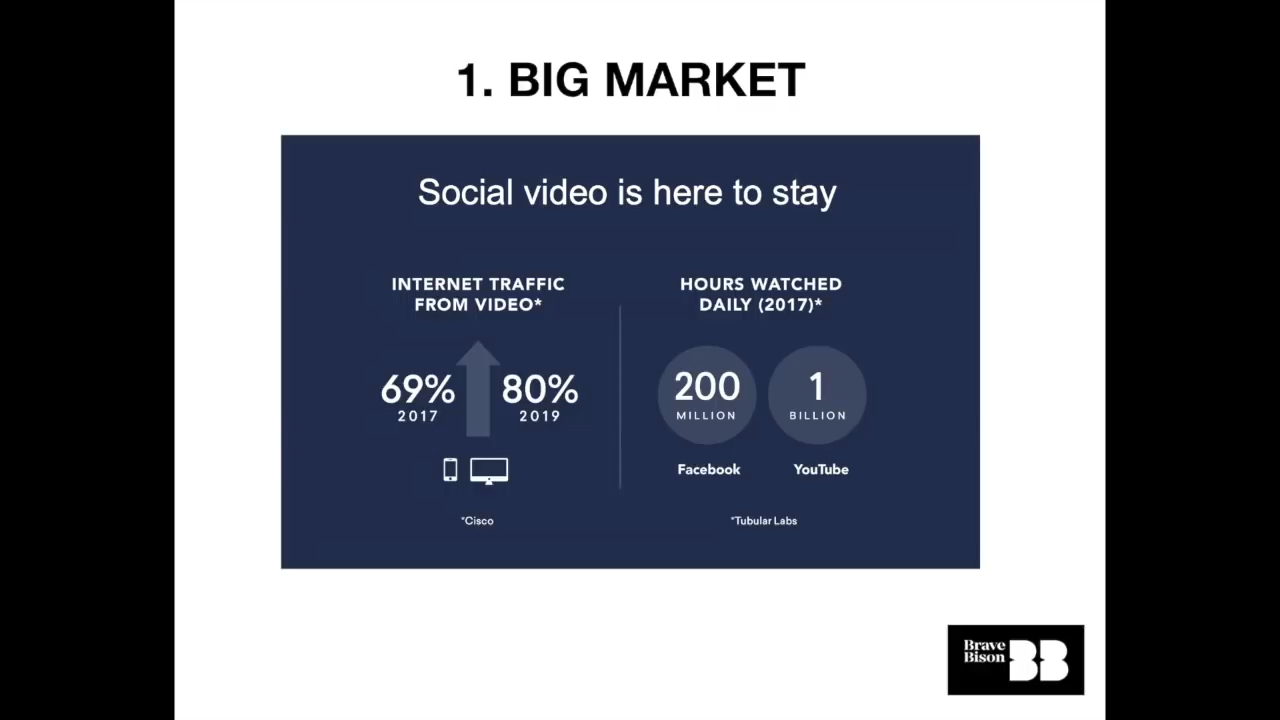 1. BIG MARKET
Social video is here to stay
INTERNET TRAFFIC
FROM VIDEO*
69%
2017
80%
2019
*Cisco
HOURS WATCHED
DAILY (2017)*
200
MILLION
Facebook
1
BILLION
YouTube
*Tubular Labs
Brave
Bison
BB